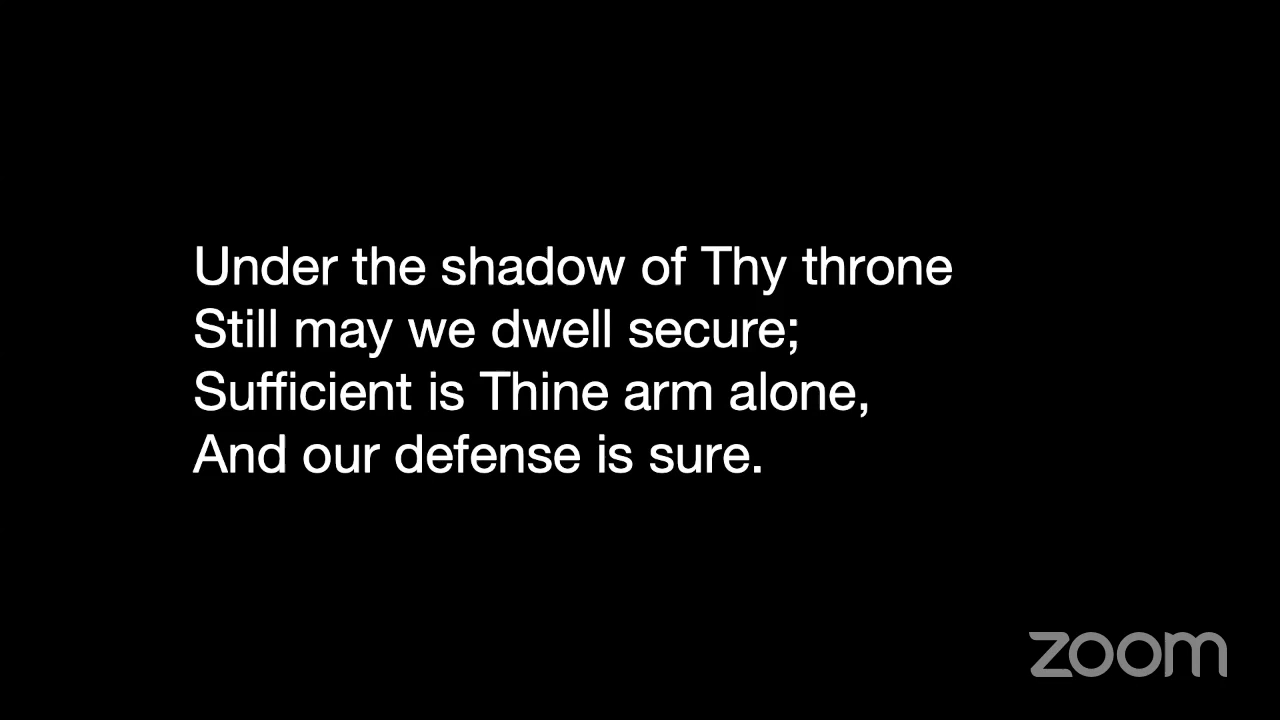 Under the shadow of Thy throne
Still may we dwell secure;
Sufficient is Thine arm alone,
And our defense is sure.
zoom